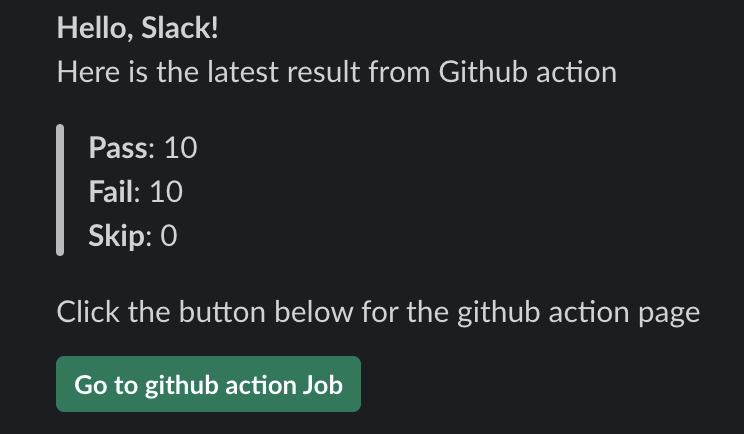 Hello, Slack!
Here is the latest result from Github action
Pass: 10
Fail: 10
Skip: 0
Click the button below for the github action page
Go to github action Job